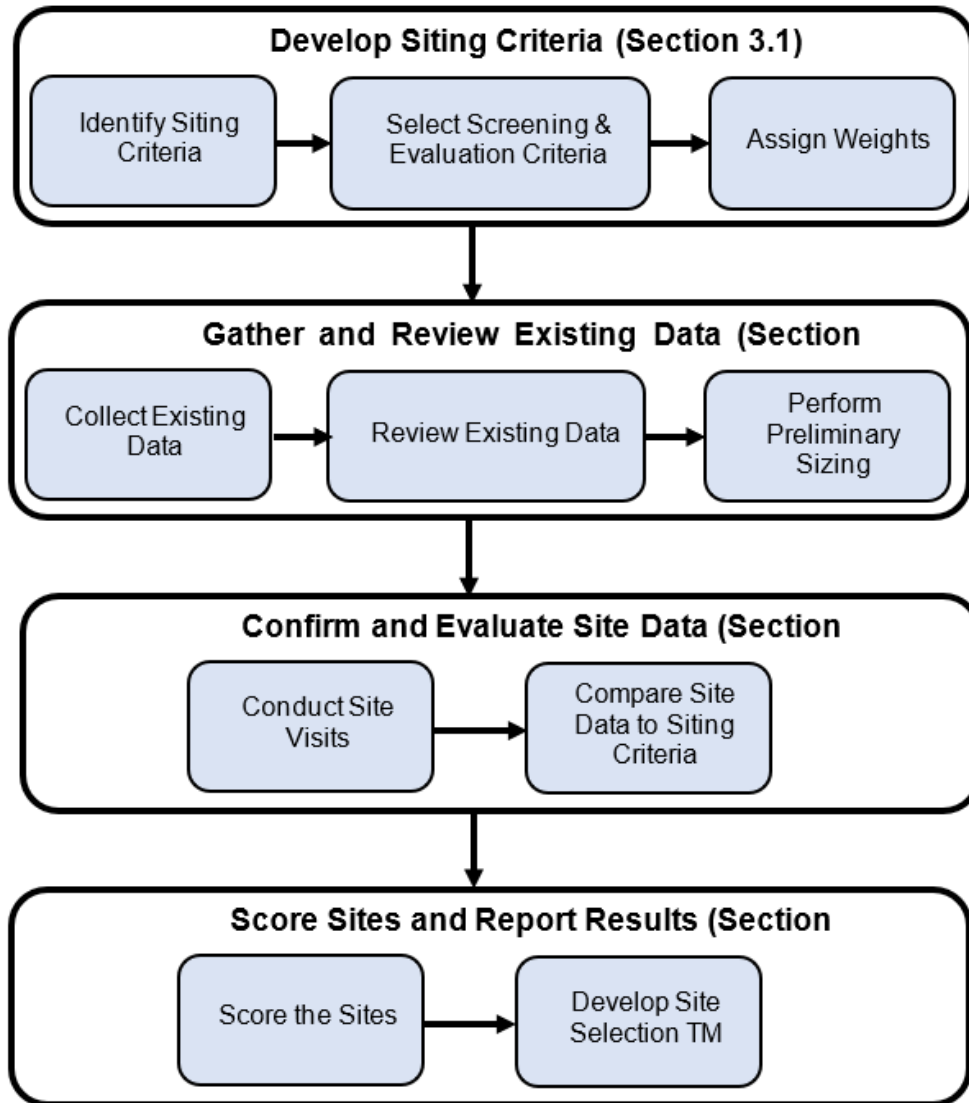 Develop Siting Criteria (Section 3.1)
Identify Siting
Criteria
Select Screening &
Evaluation Criteria
Assign Weights
Gather and Review Existing Data (Section
Collect Existing
Data
Review Existing Data
Perform
Preliminary
Sizing
Confirm and Evaluate Site Data (Section
Conduct Site
Visits
Compare Site
Data to Siting
Criteria
Score Sites and Report Results (Section
Score the Sites
Develop Site
Selection TM